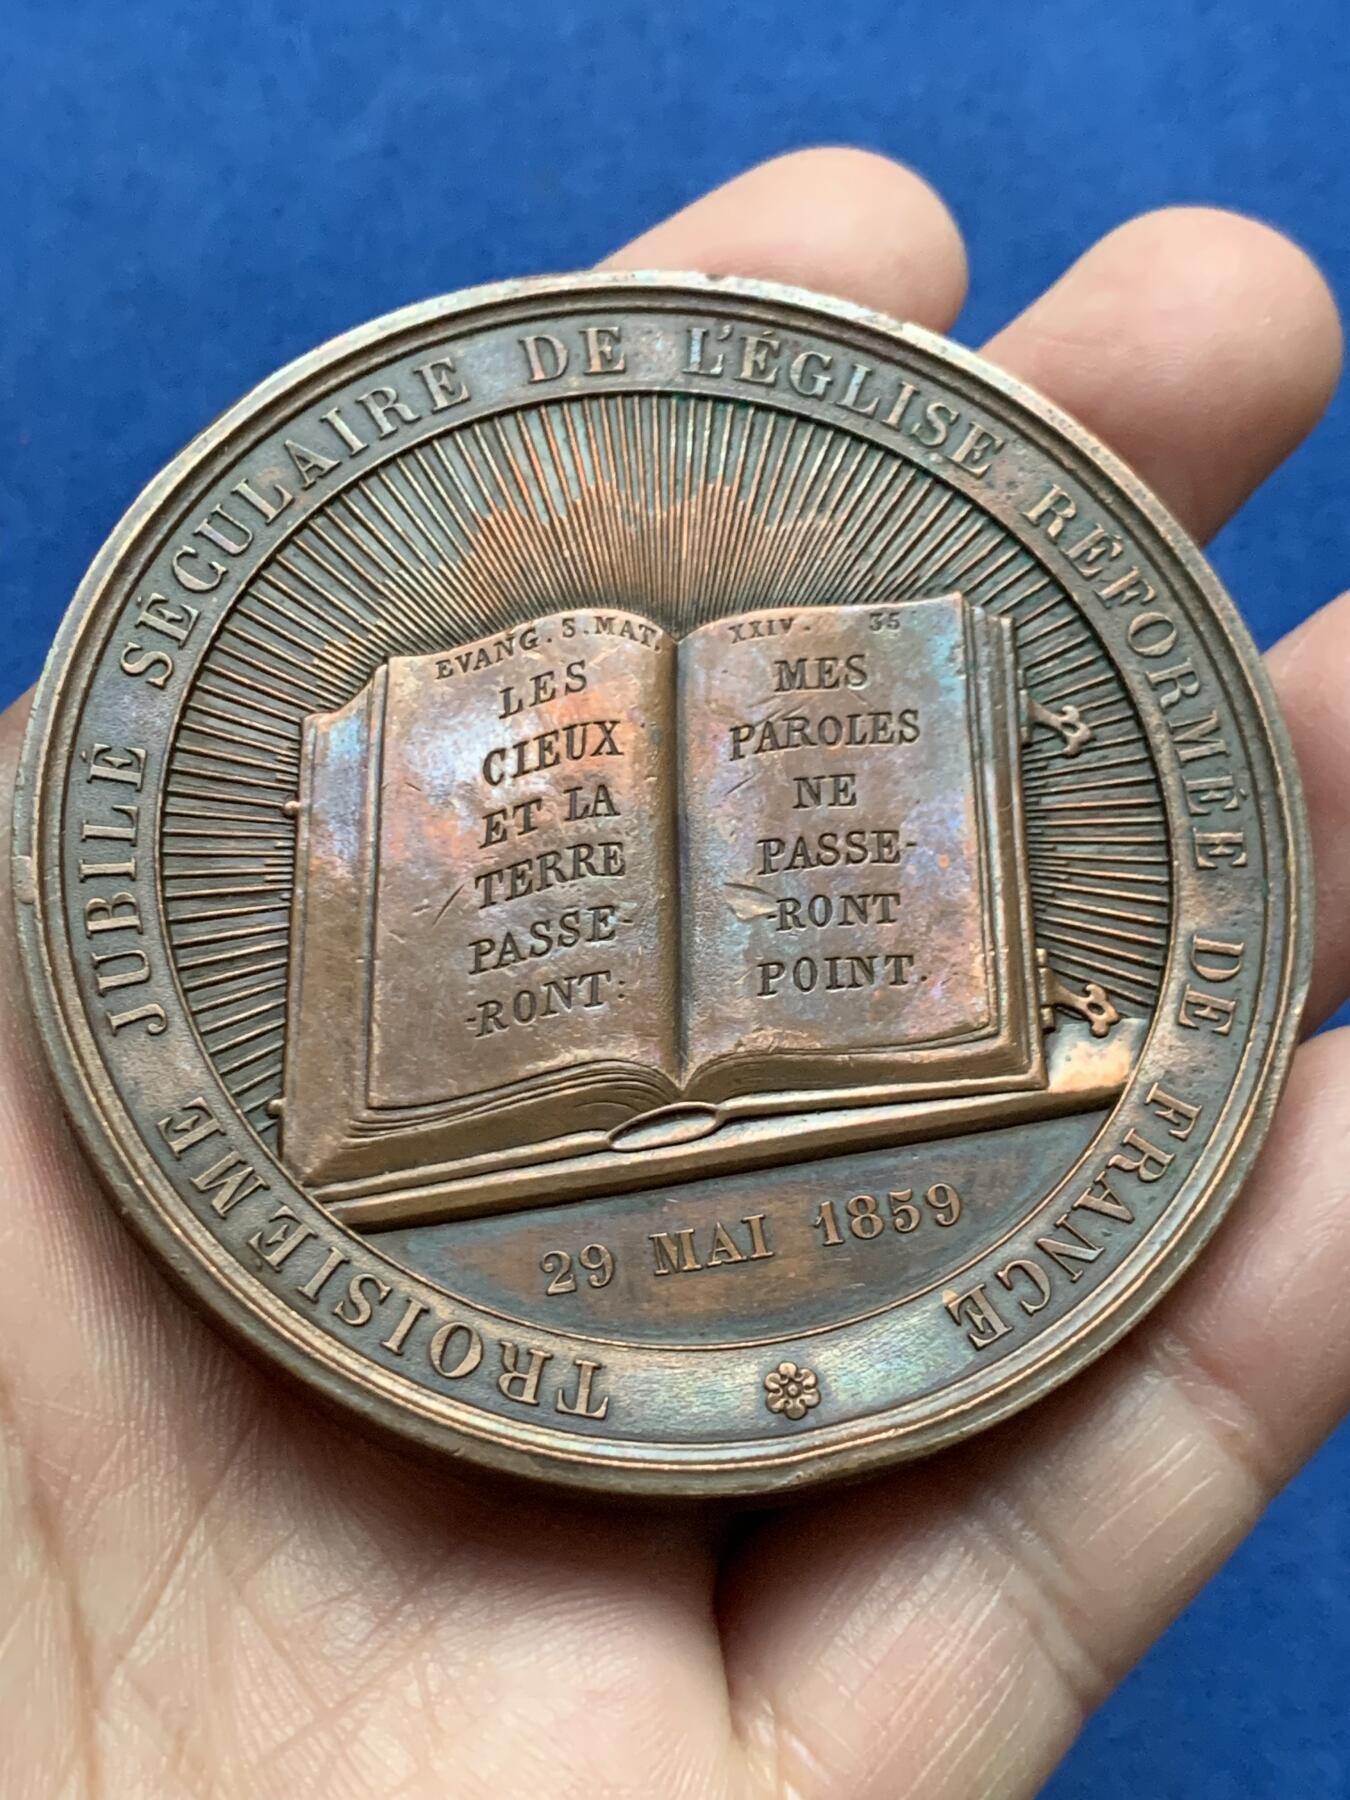 TROISIEME JUBILÉ SÉCULAIRE DE L'ÉGLISE RÉFORMÉE DE FRANCE
EVANG. S. MAT.
LES
CIEUX
ET LA
TERRE
PASSE-
-RONT:
XXIV. 35
MES
PAROLES
NE
PASSE-
-RONT
POINT.
29 MAI 1859